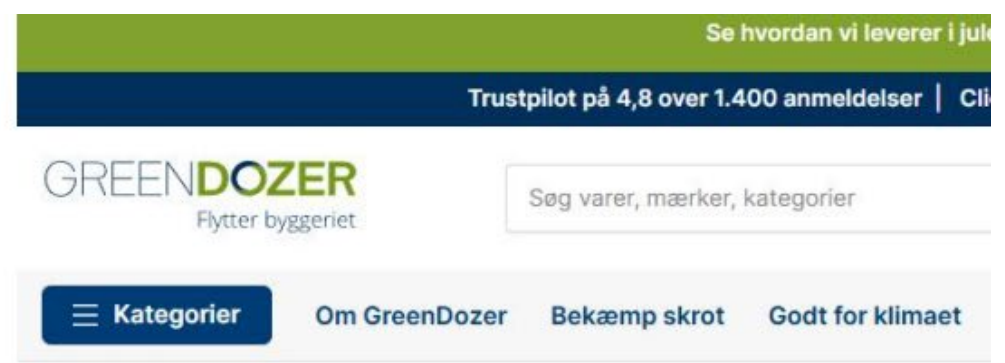 Se hvordan vi leverer i jule
Trustpilot på 4,8 over 1.400 anmeldelser | Cli
GREENDOZER
Flytter byggeriet
Søg varer, mærker, kategorier
Kategorier Om GreenDozer Bekæmp skrot Godt for klimaet